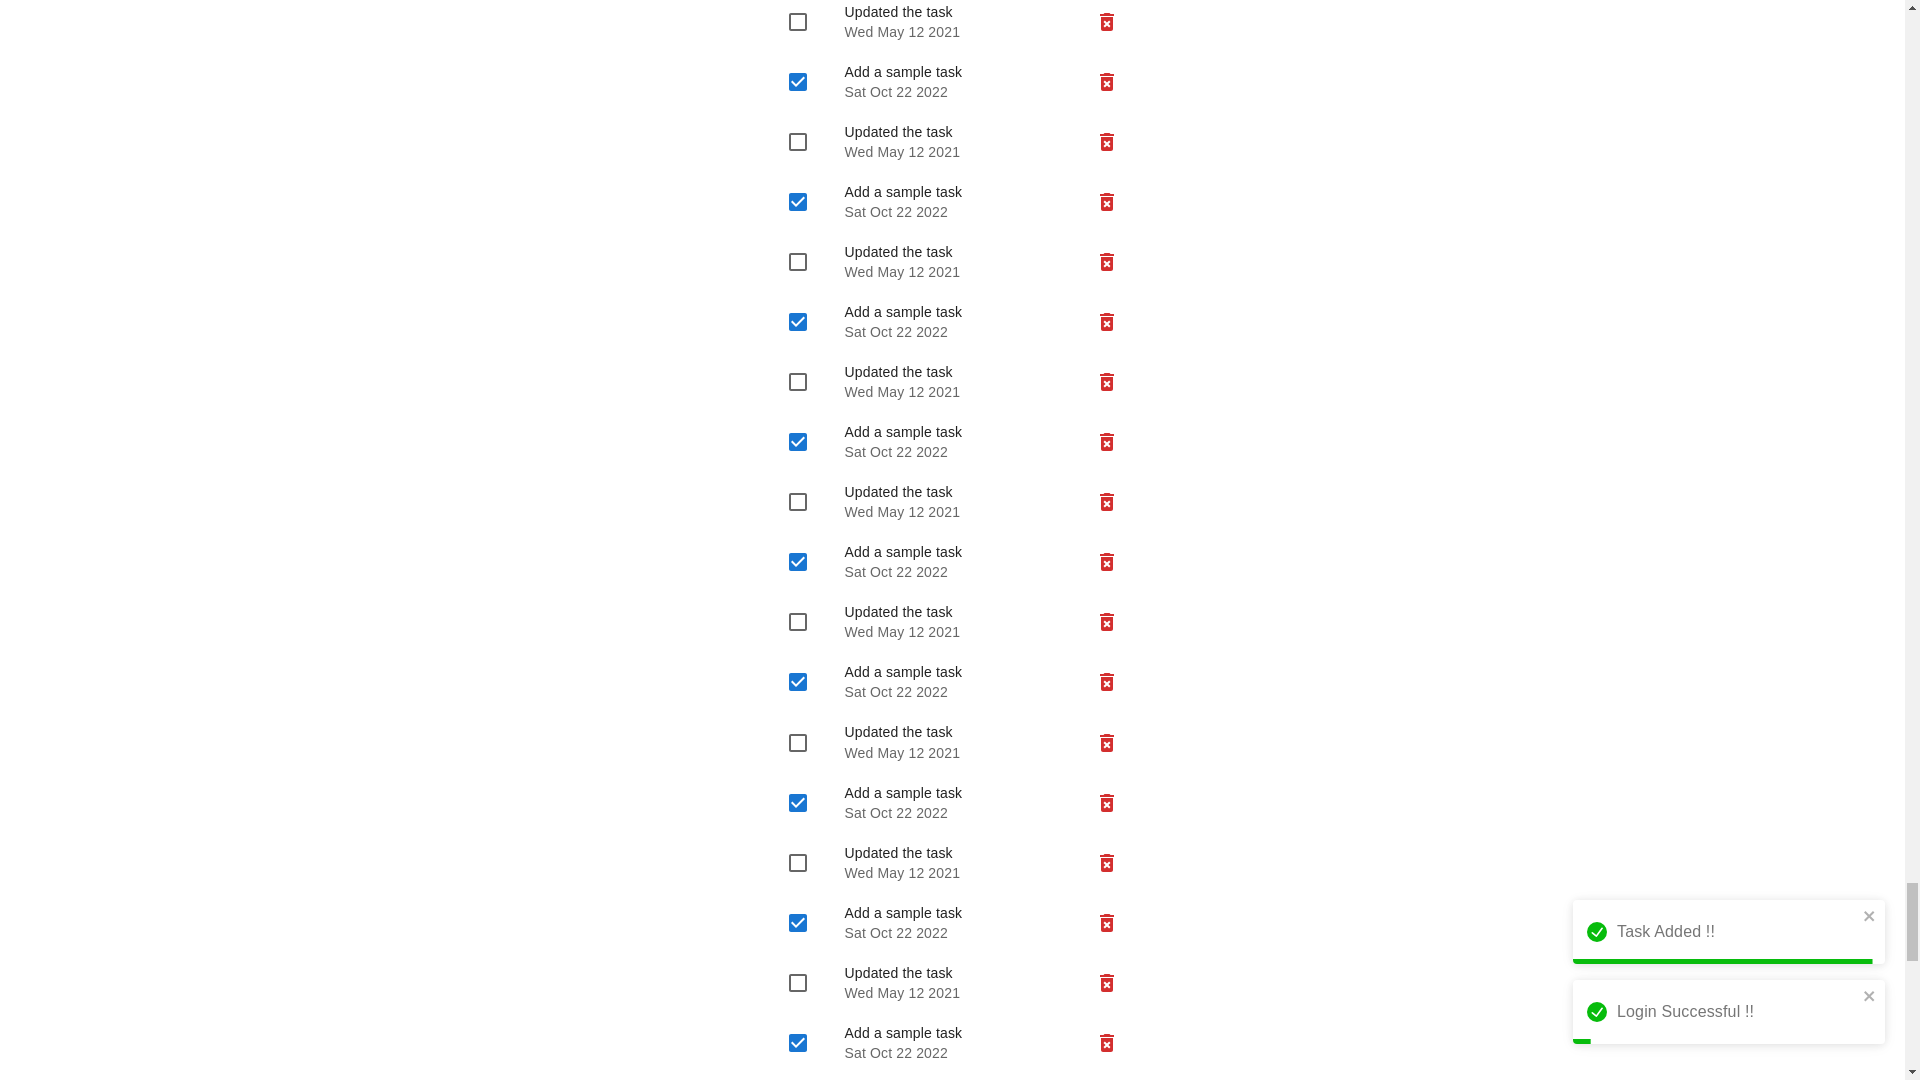 Updated the task
Wed May 12 2021
Add a sample task
Sat Oct 22 2022
Updated the task
Wed May 12 2021
Add a sample task
Sat Oct 22 2022
Updated the task
Wed May 12 2021
Add a sample task
Sat Oct 22 2022
Updated the task
Wed May 12 2021
Add a sample task
Sat Oct 22 2022
Updated the task
Wed May 12 2021
Add a sample task
Sat Oct 22 2022
Updated the task
Wed May 12 2021
Add a sample task
Sat Oct 22 2022
Updated the task
Wed May 12 2021
Add a sample task
Sat Oct 22 2022
Updated the task
Wed May 12 2021
Add a sample task
Sat Oct 22 2022
Updated the task
Wed May 12 2021
Add a sample task
Sat Oct 22 2022
Task Added !!
Login Successful !!